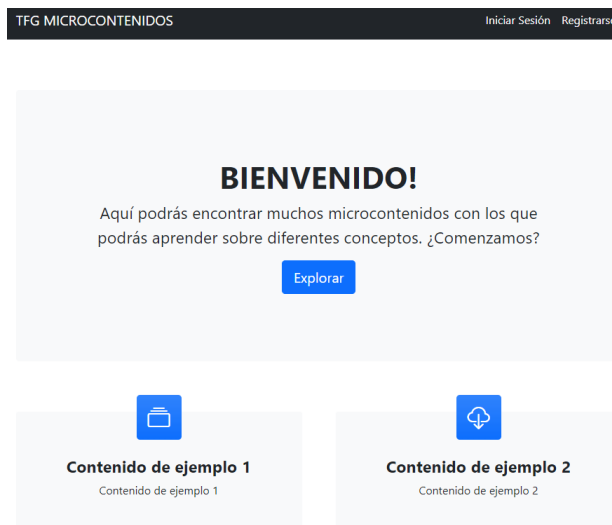 TFG MICROCONTENIDOS
Iniciar Sesión Registrarse
BIENVENIDO!
Aquí podrás encontrar muchos microcontenidos con los que
podrás aprender sobre diferentes conceptos. ¿Comenzamos?
Explorar
Contenido de ejemplo 1
Contenido de ejemplo 1
Contenido de ejemplo 2
Contenido de ejemplo 2